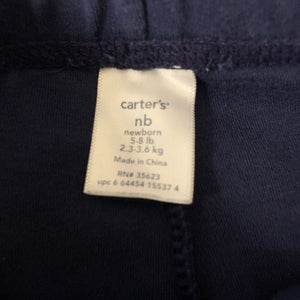 carter's®
nb
newborn
5-8 lb
2.3-3.6 kg
Made in China
RN# 35623
upc 6 64454 15537 4